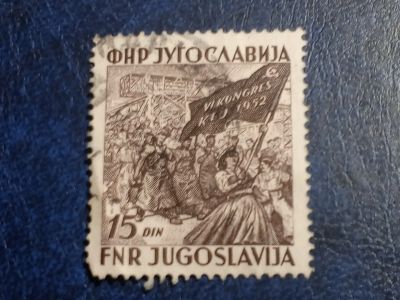 ФНР ЈУГОСЛАВИЈА
VI KONGRES
KPJ 1952
15 DIN
FNR JUGOSLAVIJA